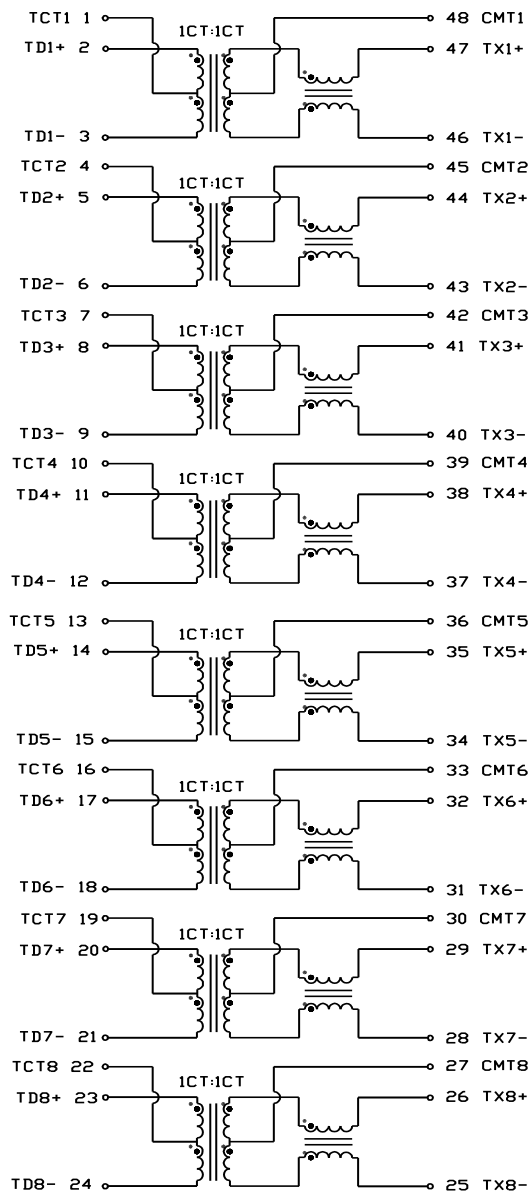 TCT1 1 48 CMT1
1CT:1CT
TD1+ 2 47 TX1+
TD1- 3 46 TX1-
TCT2 4 45 CMT2
1CT:1CT
TD2+ 5 44 TX2+
TD2- 6 43 TX2-
TCT3 7 42 CMT3
1CT:1CT
TD3+ 8 41 TX3+
TD3- 9 40 TX3-
TCT4 10 39 CMT4
1CT:1CT
TD4+ 11 38 TX4+
TD4- 12 37 TX4-
TCT5 13 36 CMT5
1CT:1CT
TD5+ 14 35 TX5+
TD5- 15 34 TX5-
TCT6 16 33 CMT6
1CT:1CT
TD6+ 17 32 TX6+
TD6- 18 31 TX6-
TCT7 19 30 CMT7
1CT:1CT
TD7+ 20 29 TX7+
TD7- 21 28 TX7-
TCT8 22 27 CMT8
1CT:1CT
TD8+ 23 26 TX8+
TD8- 24 25 TX8-